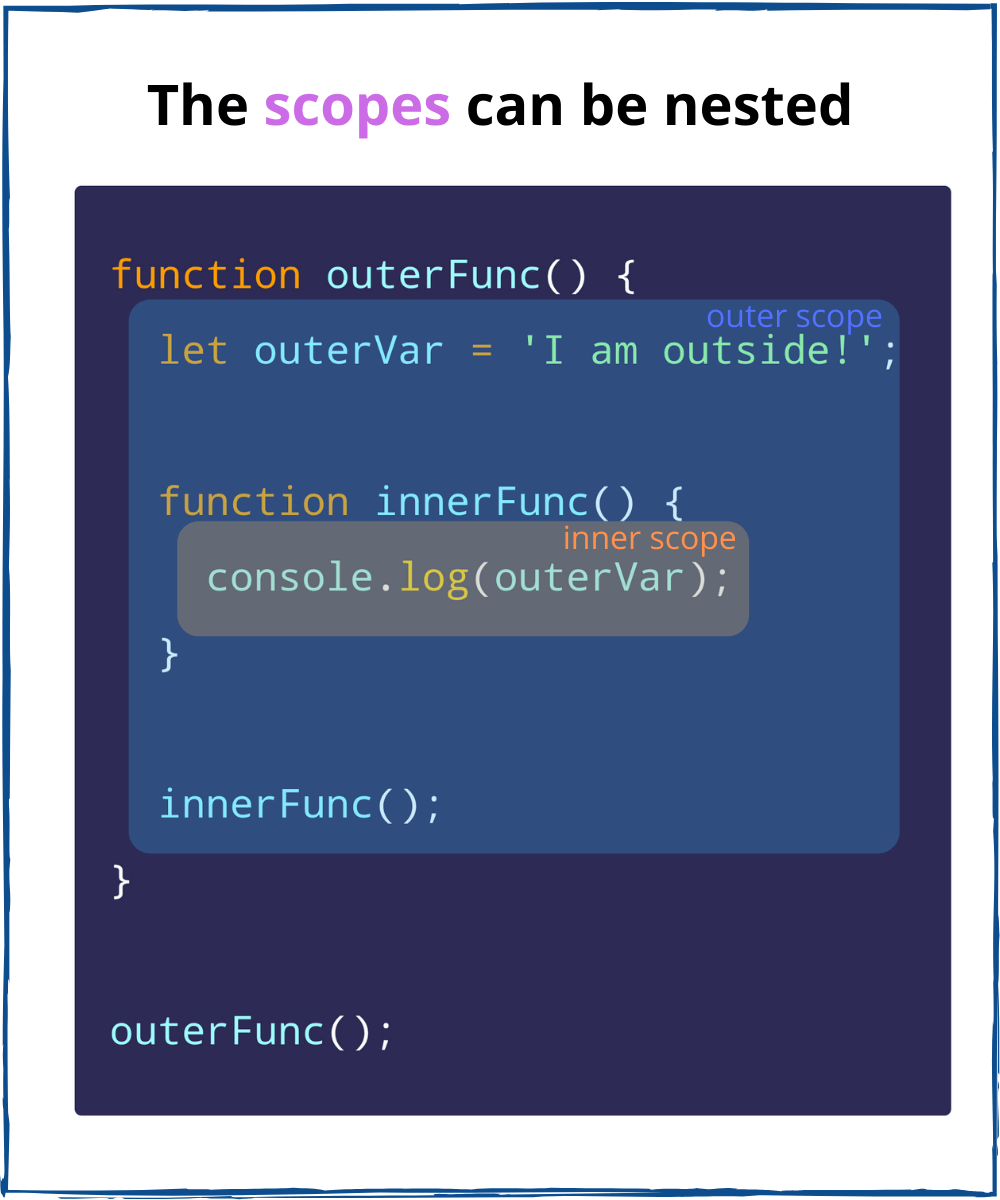 The scopes can be nested
function outerFunc() {
outer scope
let outerVar = 'I am outside!';
function innerFunc() {
inner scope
console.log(outerVar);
}
innerFunc();
}
outerFunc();